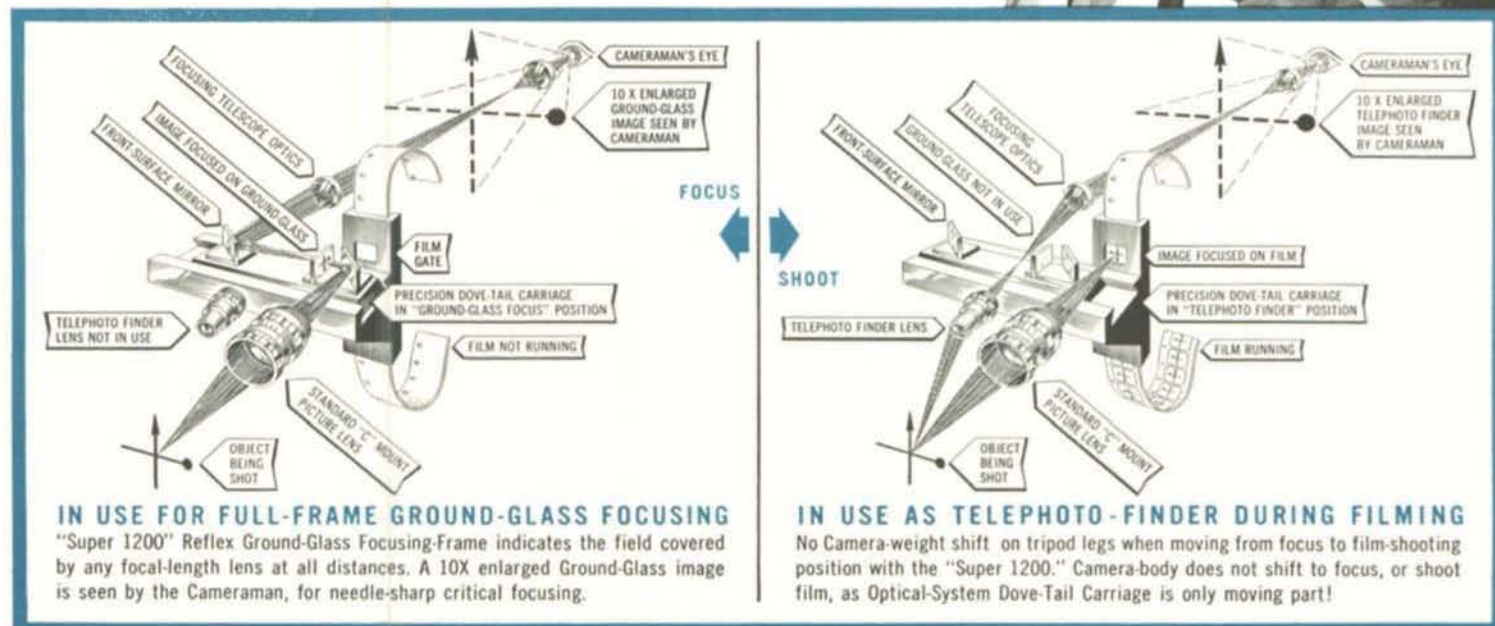 CAMERAMAN'S EYE
10 X ENLARGED
GROUND-GLASS
IMAGE SEEN BY
CAMERAMAN
FOCUSING TELESCOPE OPTICS
IMAGE FOCUSED ON GROUND-GLASS
FRONT-SURFACE MIRROR
FILM
GATE
PRECISION DOVE-TAIL CARRIAGE
IN "GROUND-GLASS FOCUS" POSITION
TELEPHOTO FINDER
LENS NOT IN USE
FILM NOT RUNNING
STANDARD "C" MOUNT
PICTURE LENS
OBJECT
BEING
SHOT
IN USE FOR FULL-FRAME GROUND-GLASS FOCUSING
"Super 1200" Reflex Ground-Glass Focusing-Frame indicates the field covered
by any focal-length lens at all distances. A 10X enlarged Ground-Glass image
is seen by the Cameraman, for needle-sharp critical focusing.
FOCUS
SHOOT
CAMERAMAN'S EYE
10 X ENLARGED
TELEPHOTO FINDER
IMAGE SEEN
BY CAMERAMAN
FOCUSING
TELESCOPE OPTICS
GROUND-GLASS NOT IN USE
FRONT-SURFACE MIRROR
IMAGE FOCUSED ON FILM
PRECISION DOVE-TAIL CARRIAGE
IN "TELEPHOTO FINDER" POSITION
TELEPHOTO FINDER LENS
FILM RUNNING
STANDARD "C" MOUNT
PICTURE LENS
OBJECT
BEING
SHOT
IN USE AS TELEPHOTO-FINDER DURING FILMING
No Camera-weight shift on tripod legs when moving from focus to film-shooting
position with the "Super 1200." Camera-body does not shift to focus, or shoot
film, as Optical-System Dove-Tail Carriage is only moving part!